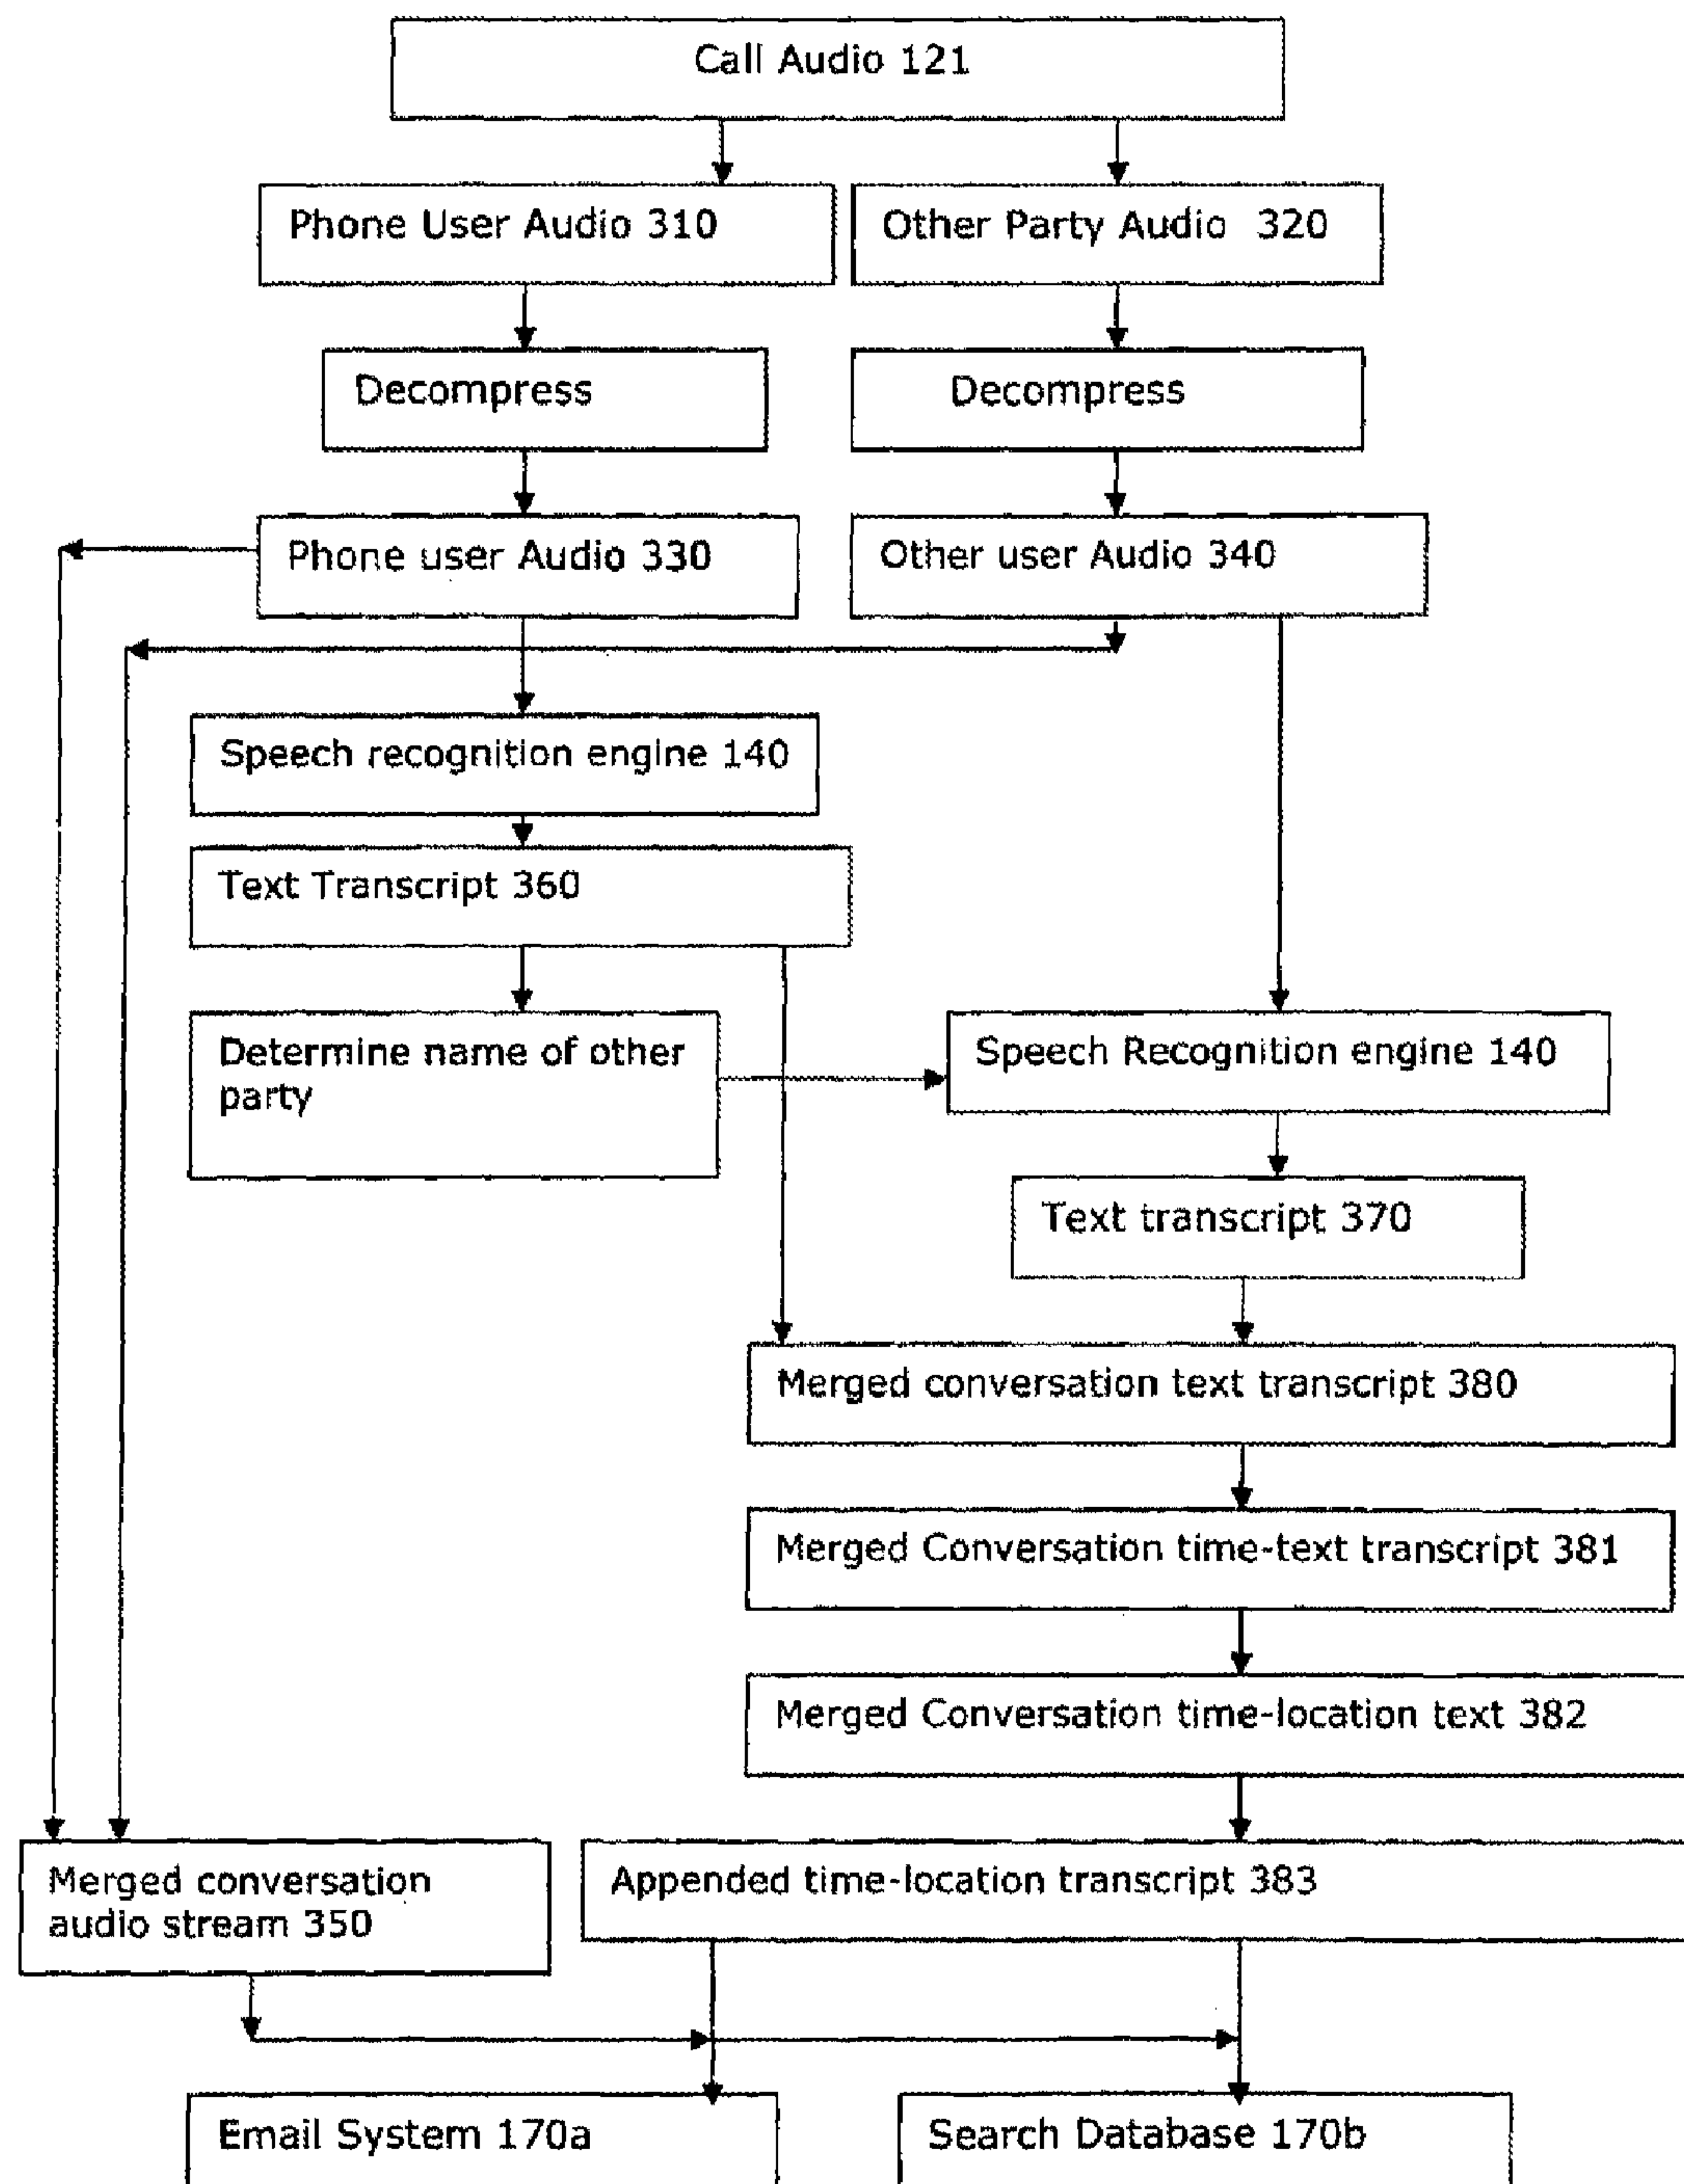 Call Audio 121
Phone User Audio 310
Other Party Audio 320
Decompress
Decompress
Phone user Audio 330
Other user Audio 340
Speech recognition engine 140
Text Transcript 360
Determine name of other
party
Speech Recognition engine 140
Text transcript 370
Merged conversation text transcript 380
Merged Conversation time-text transcript 381
Merged Conversation time-location text 382
Merged conversation
audio stream 350
Appended time-location transcript 383
Email System 170a
Search Database 170b